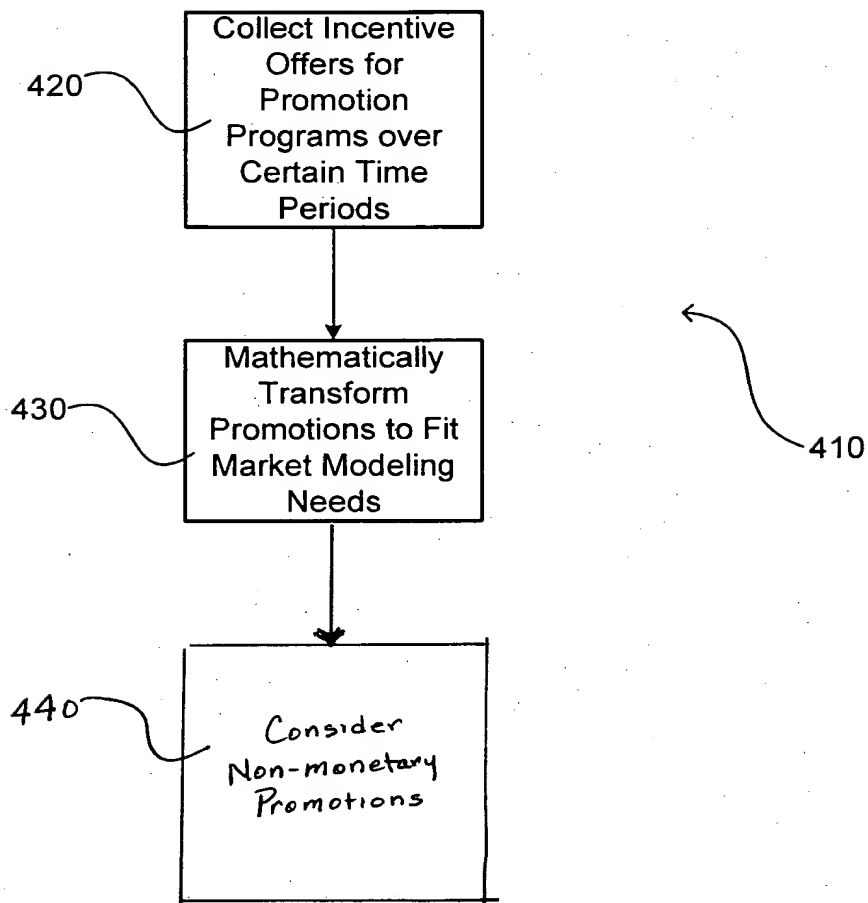 Collect Incentive
Offers for
Promotion
Programs over
Certain Time
Periods
420
Mathematically
Transform
Promotions to Fit
Market Modeling
Needs
430
410
Consider
Non-monetary
Promotions
440